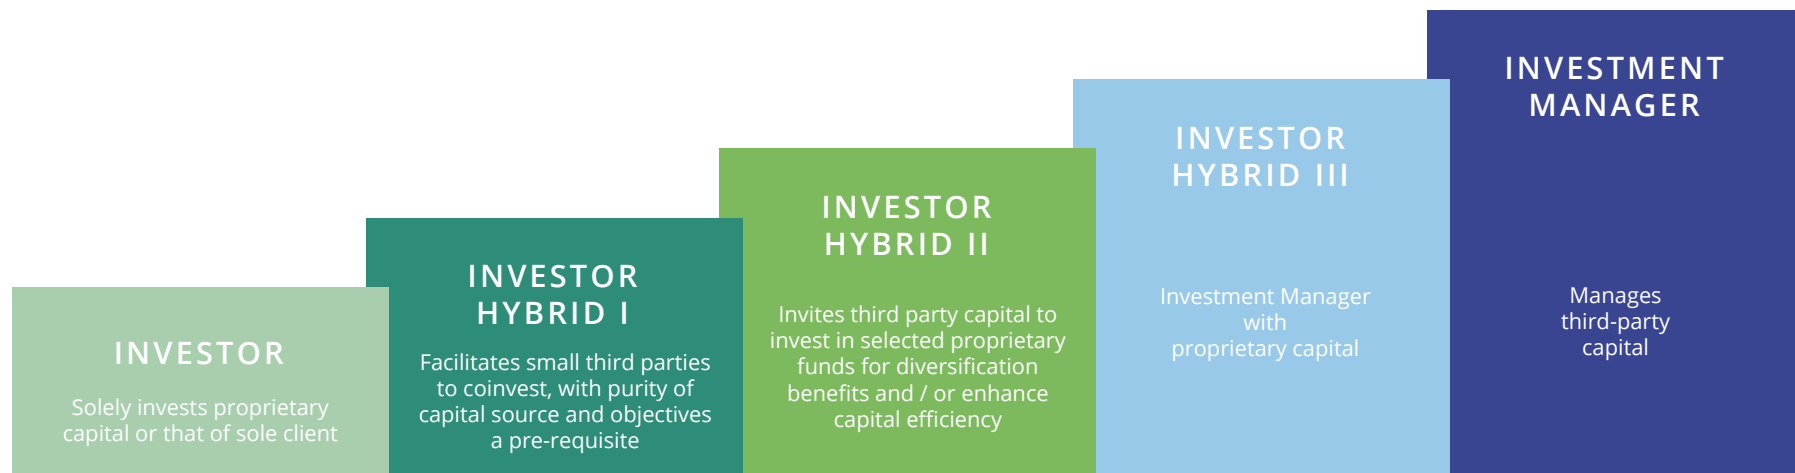 INVESTOR
Solely invests proprietary
capital or that of sole client
INVESTOR
HYBRID I
Facilitates small third parties
to coinvest, with purity of
capital source and objectives
a pre-requisite
INVESTOR
HYBRID II
Invites third party capital to
invest in selected proprietary
funds for diversification
benefits and / or enhance
capital efficiency
INVESTOR
HYBRID III
Investment Manager
with
proprietary capital
INVESTMENT
MANAGER
Manages
third-party
capital